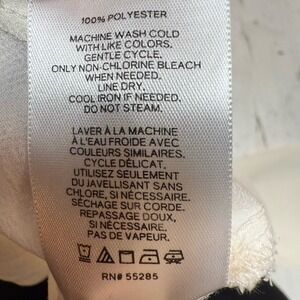 100% POLYESTER
MACHINE WASH COLD
WITH LIKE COLORS.
GENTLE CYCLE.
ONLY NON-CHLORINE BLEACH
WHEN NEEDED.
LINE DRY.
COOL IRON IF NEEDED.
DO NOT STEAM.
LAVER À LA MACHINE
À L'EAU FROIDE AVEC
COULEURS SIMILAIRES.
CYCLE DÉLICAT.
UTILISEZ SEULEMENT
DU JAVELLISANT SANS
CHLORE, SI NÉCESSAIRE.
SÉCHAGE SUR CORDE.
REPASSAGE DOUX,
SI NÉCESSAIRE.
PAS DE VAPEUR.
RN# 55285